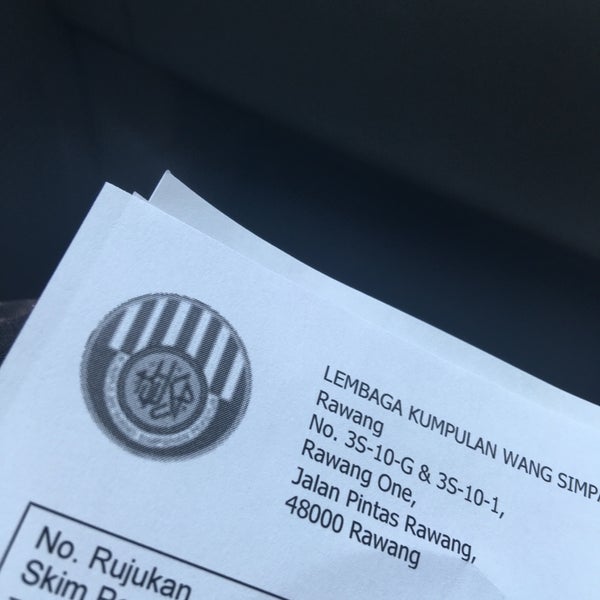 LEMBAGA KUMPULAN WANG SIMPA
Rawang
No. 3S-10-G & 3S-10-1,
Rawang One,
Jalan Pintas Rawang,
48000 Rawang
No. Rujukan
Skim